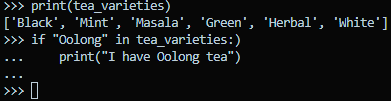 >>> print(tea_varieties)
['Black', 'Mint', 'Masala', 'Green', 'Herbal', 'White']
>>> if "Oolong" in tea_varieties:)
...     print("I have Oolong tea")
...
>>>